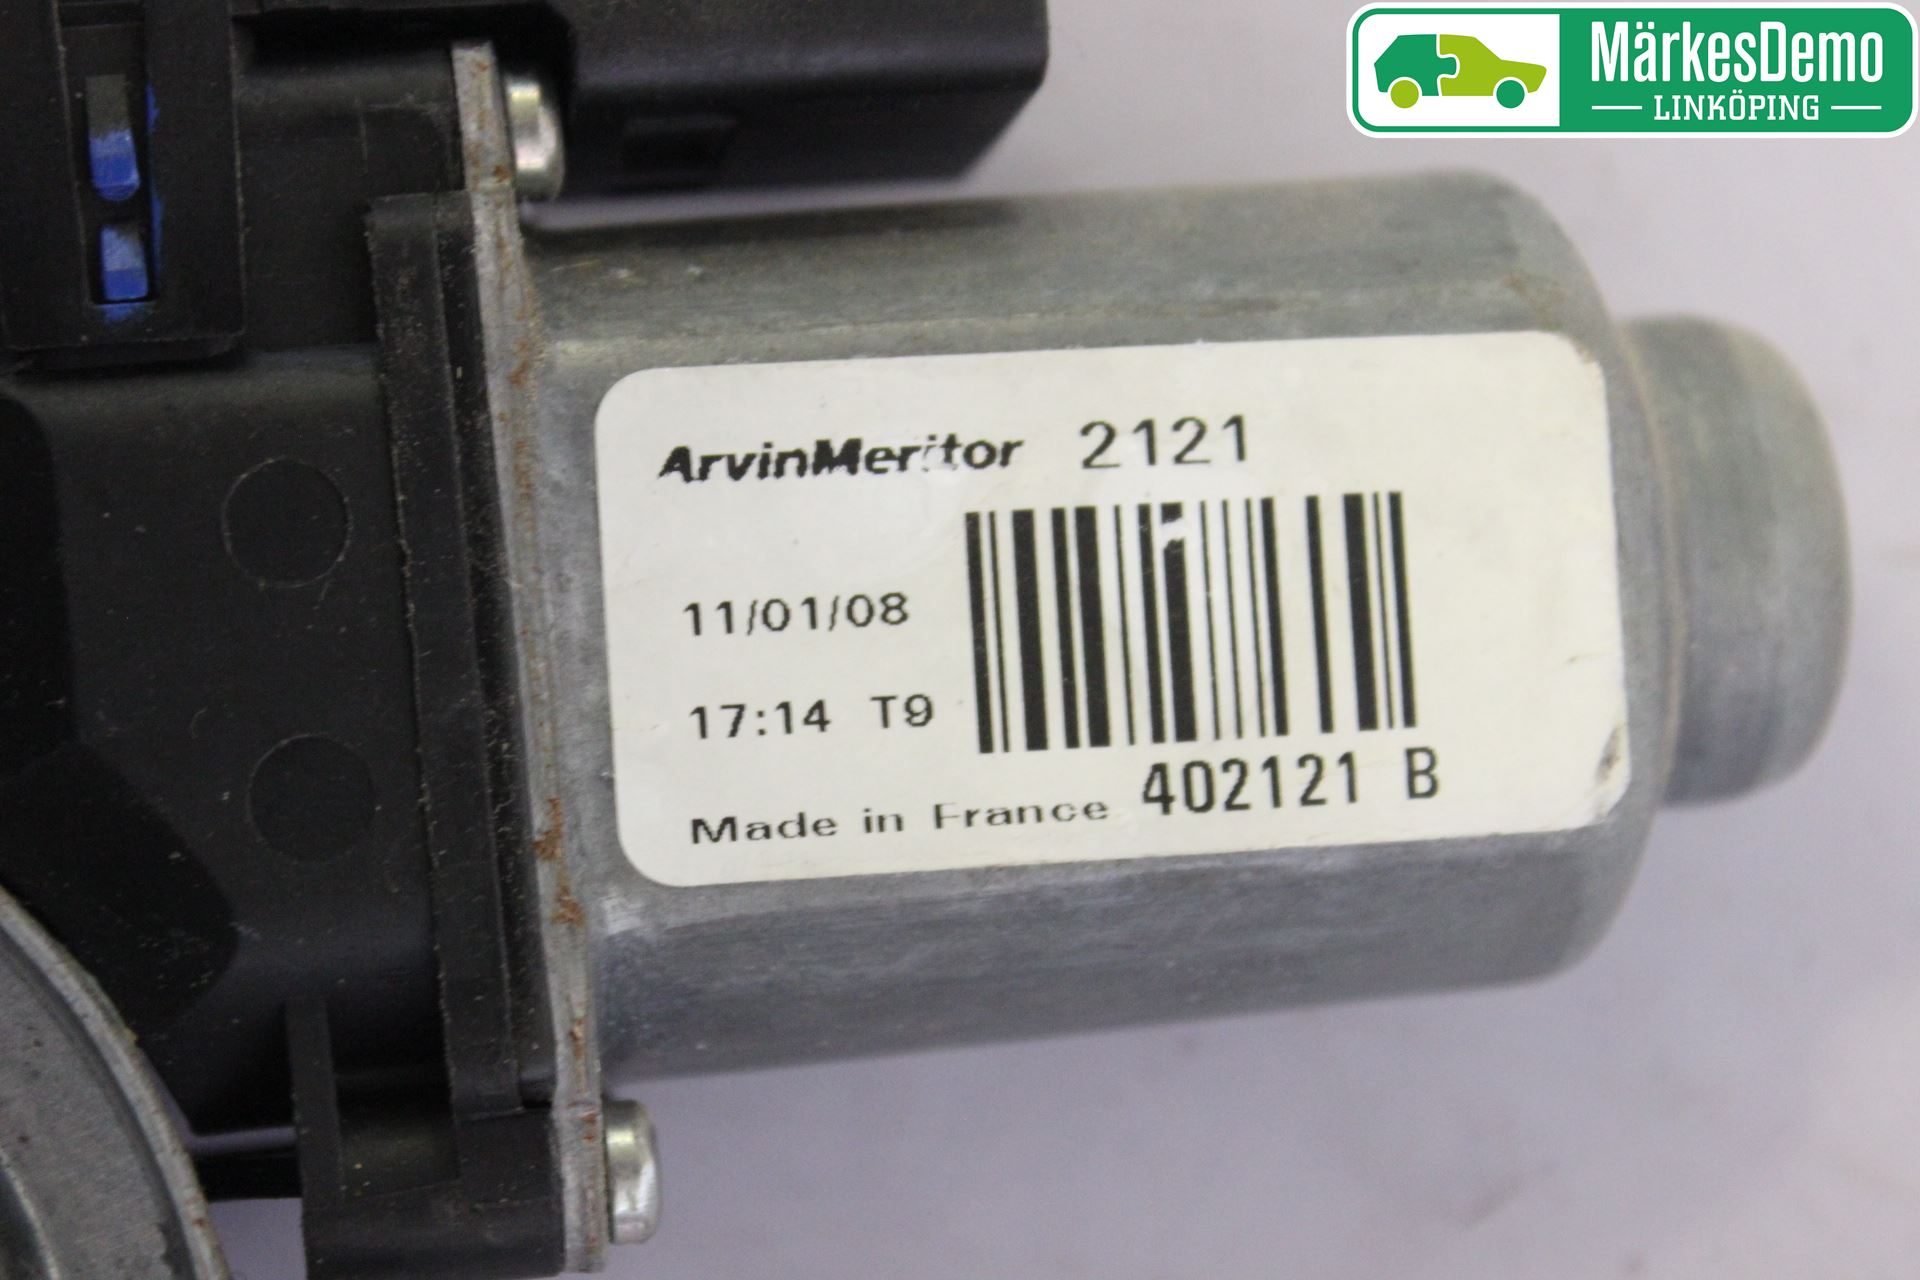 MärkesDemo
LINKÖPING
ArvinMeritor 2121
11/01/08
17:14 T9
402121 B
Made in France